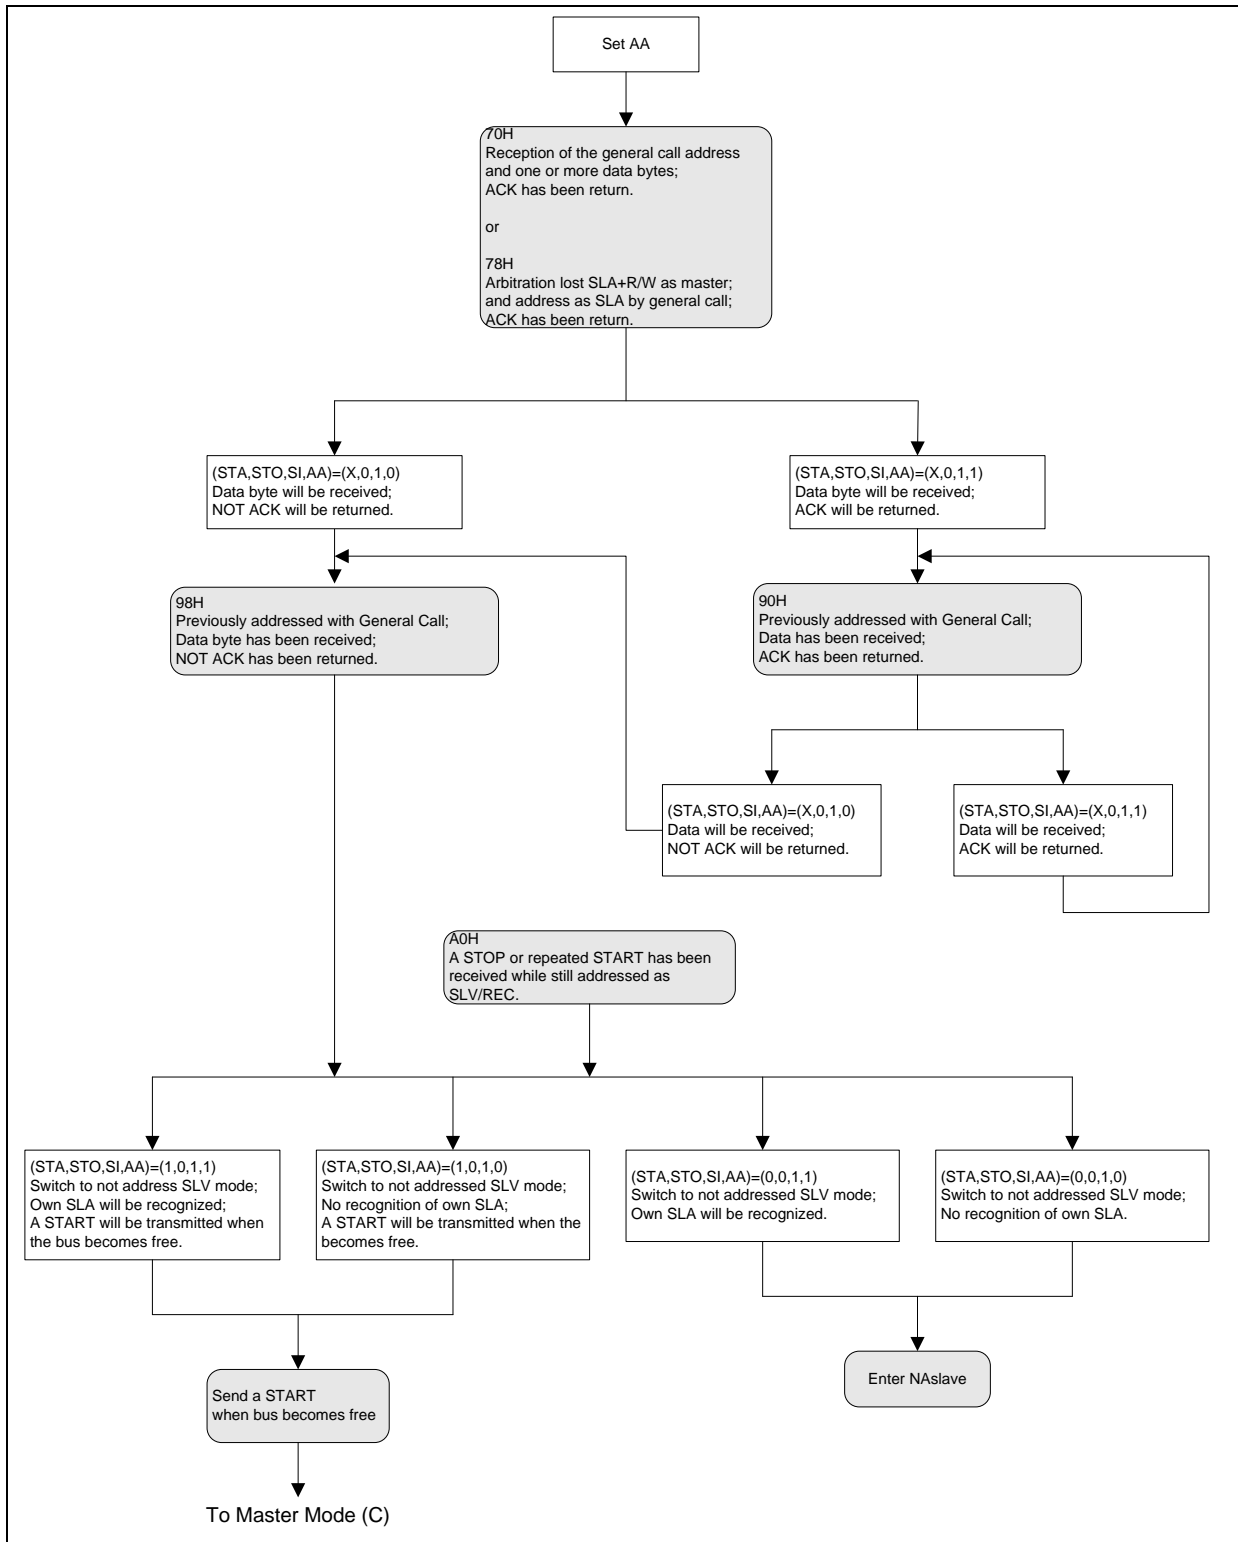 Set AA
70H
Reception of the general call address
and one or more data bytes;
ACK has been return.
or
78H
Arbitration lost SLA+R/W as master;
and address as SLA by general call;
ACK has been return.
(STA,STO,SI,AA)=(X,0,1,0)
Data byte will be received;
NOT ACK will be returned.
(STA,STO,SI,AA)=(X,0,1,1)
Data byte will be received;
ACK will be returned.
98H
Previously addressed with General Call;
Data byte has been received;
NOT ACK has been returned.
90H
Previously addressed with General Call;
Data has been received;
ACK has been returned.
(STA,STO,SI,AA)=(X,0,1,0)
Data will be received;
NOT ACK will be returned.
(STA,STO,SI,AA)=(X,0,1,1)
Data will be received;
ACK will be returned.
A0H
A STOP or repeated START has been
received while still addressed as
SLV/REC.
(STA,STO,SI,AA)=(1,0,1,1)
Switch to not address SLV mode;
Own SLA will be recognized;
A START will be transmitted when
the bus becomes free.
(STA,STO,SI,AA)=(1,0,1,0)
Switch to not addressed SLV mode;
No recognition of own SLA;
A START will be transmitted when the
becomes free.
(STA,STO,SI,AA)=(0,0,1,1)
Switch to not addressed SLV mode;
Own SLA will be recognized.
(STA,STO,SI,AA)=(0,0,1,0)
Switch to not addressed SLV mode;
No recognition of own SLA.
Send a START
when bus becomes free
Enter NAslave
To Master Mode (C)